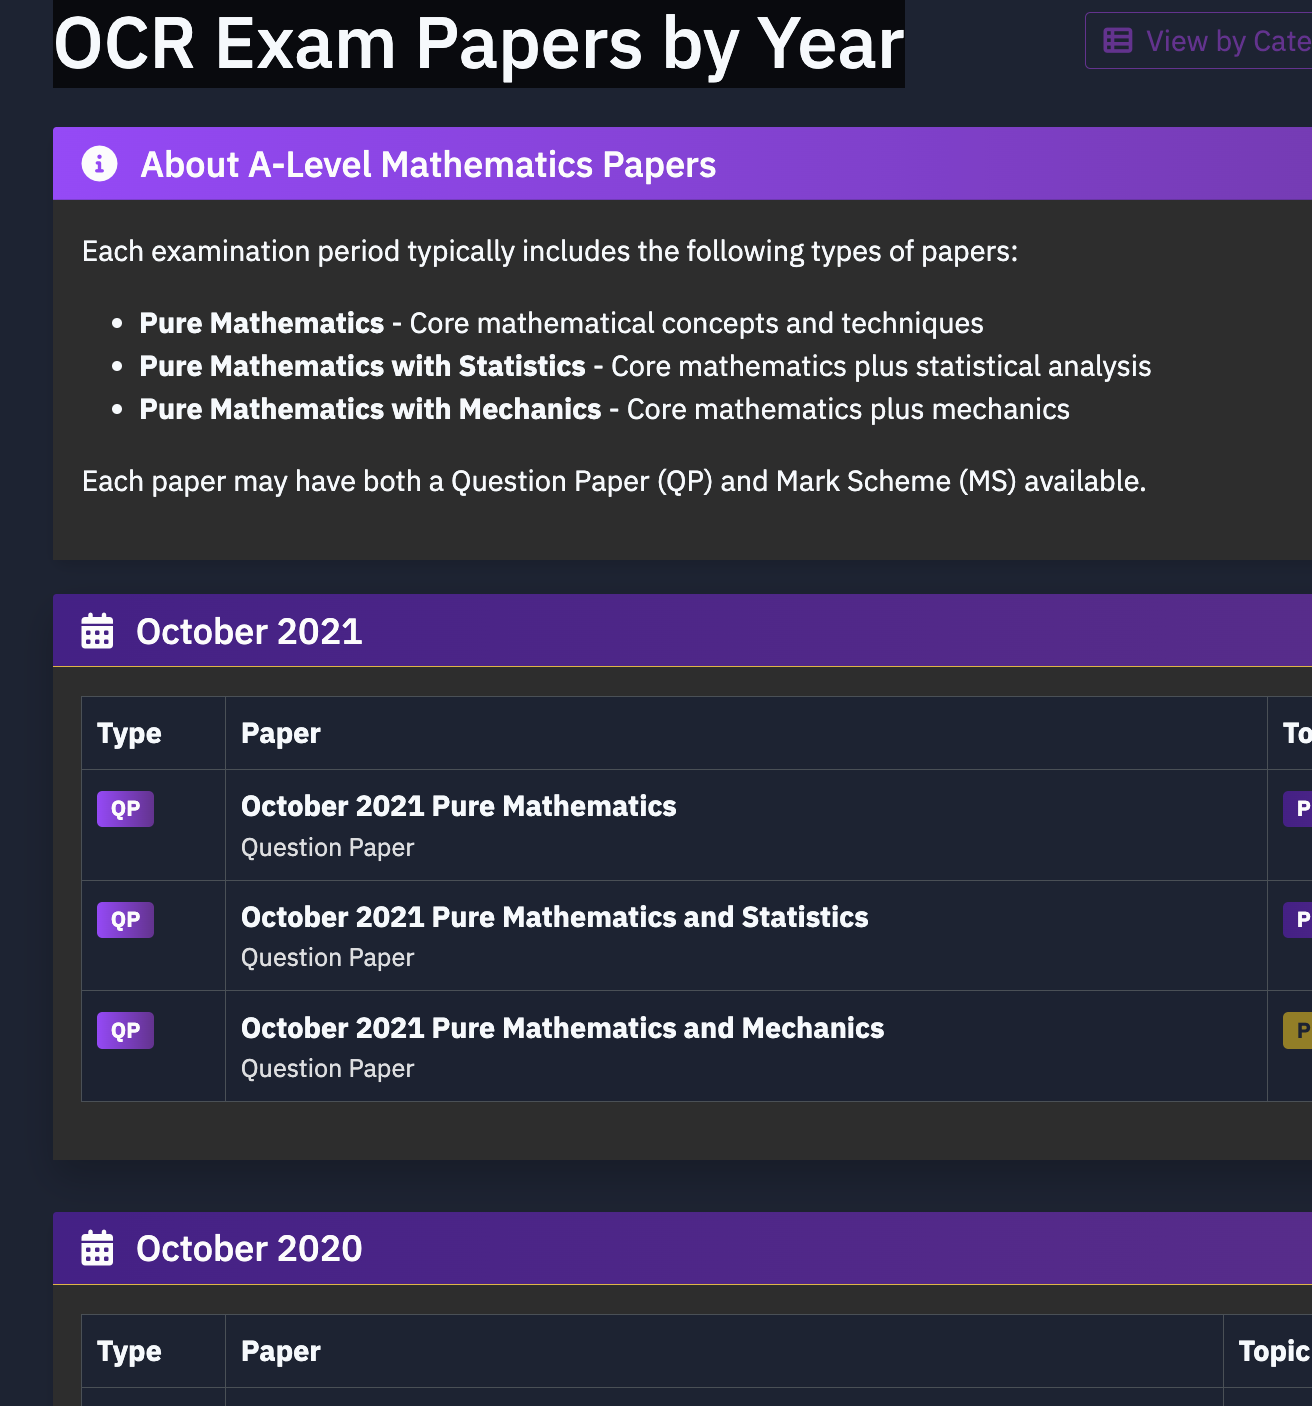 OCR Exam Papers by Year
View by Cate
About A-Level Mathematics Papers
Each examination period typically includes the following types of papers:
• Pure Mathematics - Core mathematical concepts and techniques
• Pure Mathematics with Statistics - Core mathematics plus statistical analysis
• Pure Mathematics with Mechanics - Core mathematics plus mechanics
Each paper may have both a Question Paper (QP) and Mark Scheme (MS) available.
October 2021
Type Paper To
QP October 2021 Pure Mathematics P
Question Paper
QP October 2021 Pure Mathematics and Statistics P
Question Paper
QP October 2021 Pure Mathematics and Mechanics P
Question Paper
October 2020
Type Paper Topic